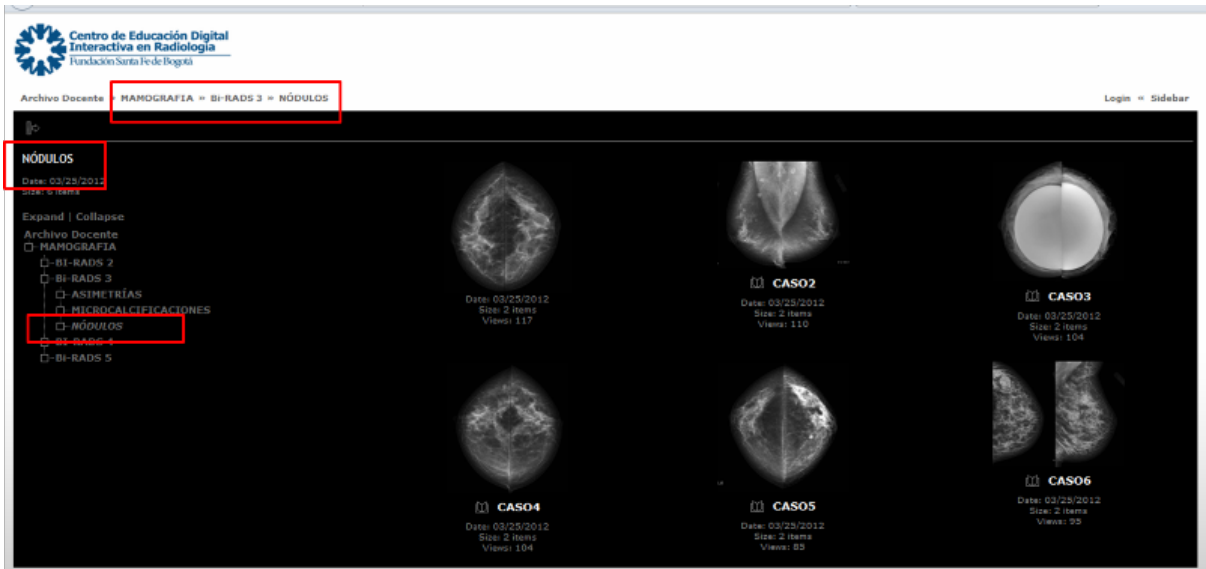 Centro de Educación Digital
Interactiva en Radiología
Fundación Santa Fe de Bogotá
Archivo Docente » MAMOGRAFIA » Bi-RADS 3 » NÓDULOS
Login « Sidebar
NÓDULOS
Date: 03/25/2012
Size: 6 items
Expand | Collapse
Archivo Docente
MAMOGRAFIA
BI-RADS 2
Bi-RADS 3
ASIMETRÍAS
MICROCALCIFICACIONES
NÓDULOS
BI-RADS 4
Bi-RADS 5
Date: 03/25/2012
Size: 2 items
Views: 117
CASO2
Date: 03/25/2012
Size: 2 items
Views: 110
CASO3
Date: 03/25/2012
Size: 2 items
Views: 104
CASO4
Date: 03/25/2012
Size: 2 items
Views: 104
CASO5
Date: 03/25/2012
Size: 2 items
Views: 85
CASO6
Date: 03/25/2012
Size: 2 items
Views: 95